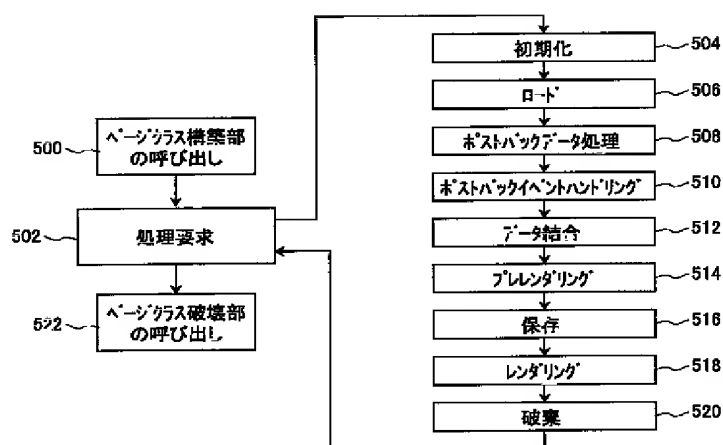 500
ページクラス構築部
の呼び出し
502
処理要求
522
ページクラス破壊部
の呼び出し
初期化
504
ロード
506
ポストバックデータ処理
508
ポストバックイベントハンドリング
510
データ結合
512
プレレンダリング
514
保存
516
レンダリング
518
破棄
520